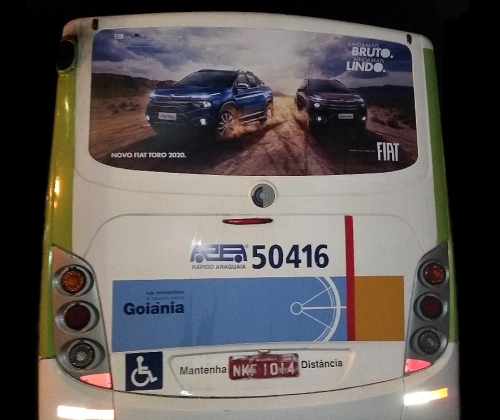 AINDA MAIS
BRUTO.
AINDA MAIS
LINDO.
NOVO FIAT TORO 2020.
FIAT
RÁPIDO ARAGUAIA
50416
Goiânia
Mantenha
NKF 1014
Distância